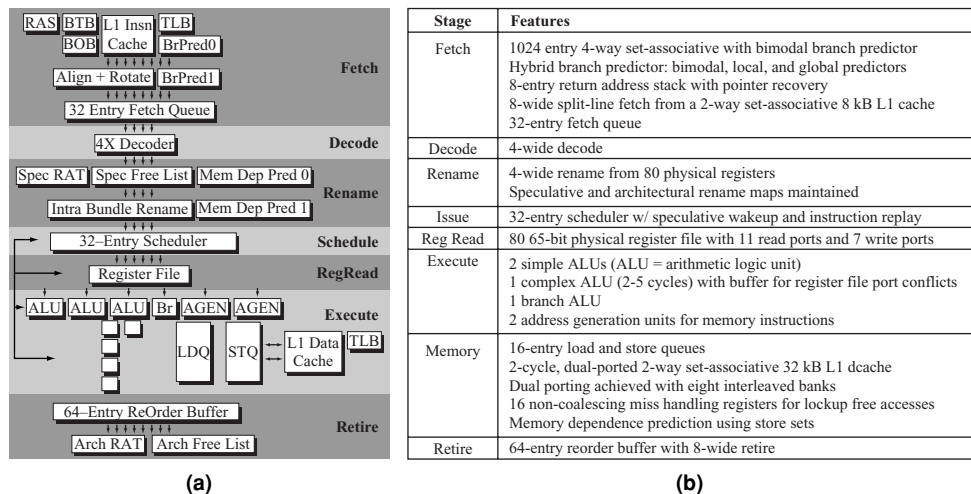 RAS
BTB
BOB
L1 Insn
Cache
TLB
BrPred0
Align + Rotate
BrPred1
Fetch
32 Entry Fetch Queue
4X Decoder
Decode
Spec RAT
Spec Free List
Mem Dep Pred 0
Rename
Intra Bundle Rename
Mem Dep Pred 1
32–Entry Scheduler
Schedule
Register File
RegRead
ALU
ALU
ALU
Br
AGEN
AGEN
Execute
LDQ
STQ
L1 Data
Cache
TLB
64–Entry ReOrder Buffer
Retire
Arch RAT
Arch Free List
(a)
Stage Features
Fetch 1024 entry 4-way set-associative with bimodal branch predictor
Hybrid branch predictor: bimodal, local, and global predictors
8-entry return address stack with pointer recovery
8-wide split-line fetch from a 2-way set-associative 8 kB L1 cache
32-entry fetch queue
Decode 4-wide decode
Rename 4-wide rename from 80 physical registers
Speculative and architectural rename maps maintained
Issue 32-entry scheduler w/ speculative wakeup and instruction replay
Reg Read 80 65-bit physical register file with 11 read ports and 7 write ports
Execute 2 simple ALUs (ALU = arithmetic logic unit)
1 complex ALU (2-5 cycles) with buffer for register file port conflicts
1 branch ALU
2 address generation units for memory instructions
Memory 16-entry load and store queues
2-cycle, dual-ported 2-way set-associative 32 kB L1 dcache
Dual porting achieved with eight interleaved banks
16 non-coalescing miss handling registers for lockup free accesses
Memory dependence prediction using store sets
Retire 64-entry reorder buffer with 8-wide retire
(b)